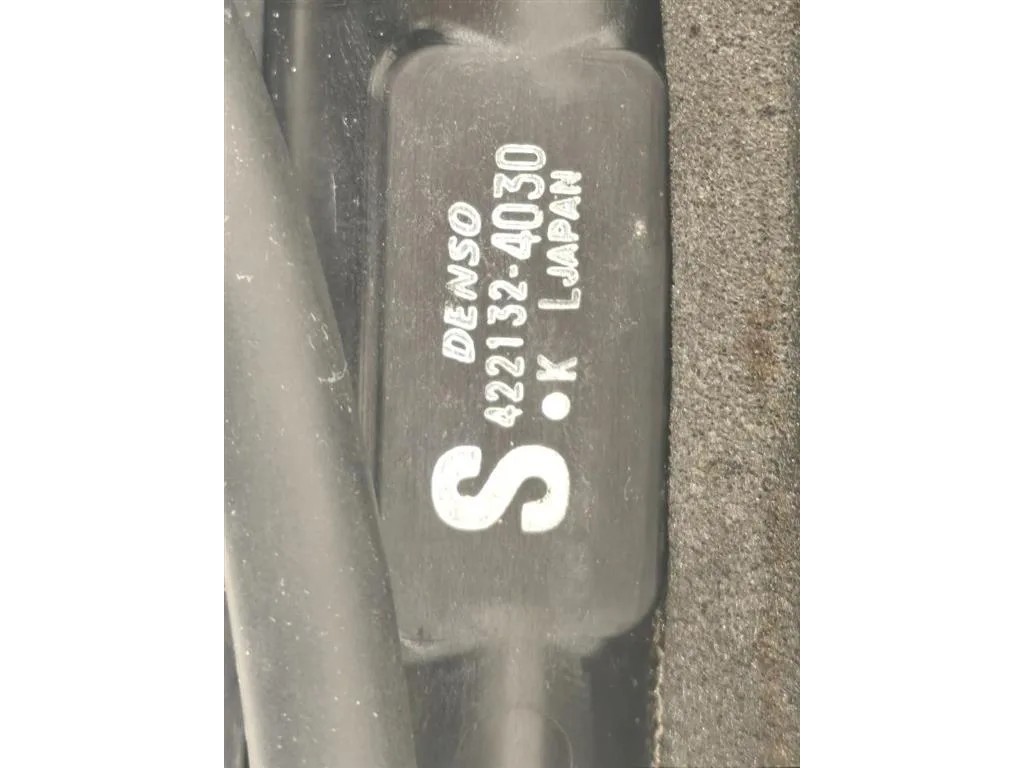 DENSO
422132-4030
•K L JAPAN
S